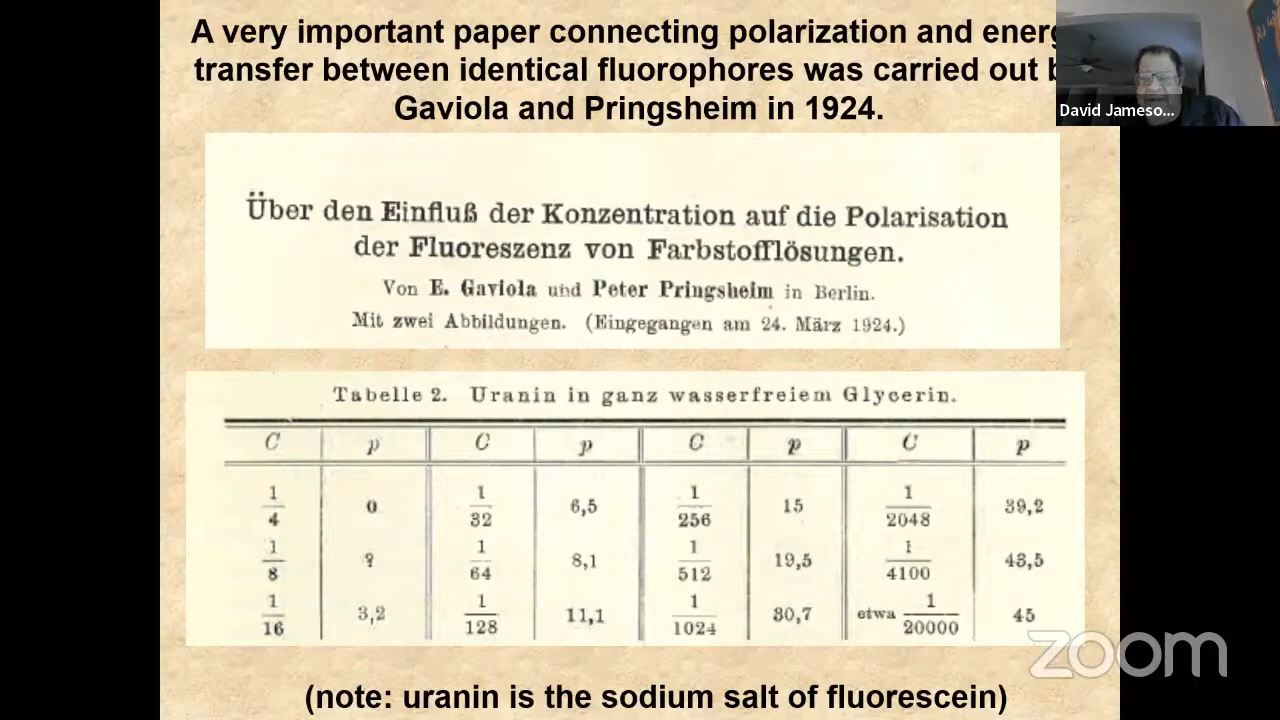 A very important paper connecting polarization and energ
transfer between identical fluorophores was carried out b
Gaviola and Pringsheim in 1924.
David Jameso...
Über den Einfluß der Konzentration auf die Polarisation
der Fluoreszenz von Farbstofflösungen.
Von E. Gaviola und Peter Pringsheim in Berlin.
Mit zwei Abbildungen. (Eingegangen am 24. März 1924.)
Tabelle 2. Uranin in ganz wasserfreiem Glycerin.
C p C p C p C p
1/4 0 1/32 6,5 1/256 15 1/2048 39,2
1/8 ? 1/64 8,1 1/512 19,5 1/4100 43,5
1/16 3,2 1/128 11,1 1/1024 30,7 etwa 1/20000 45
zoom
(note: uranin is the sodium salt of fluorescein)